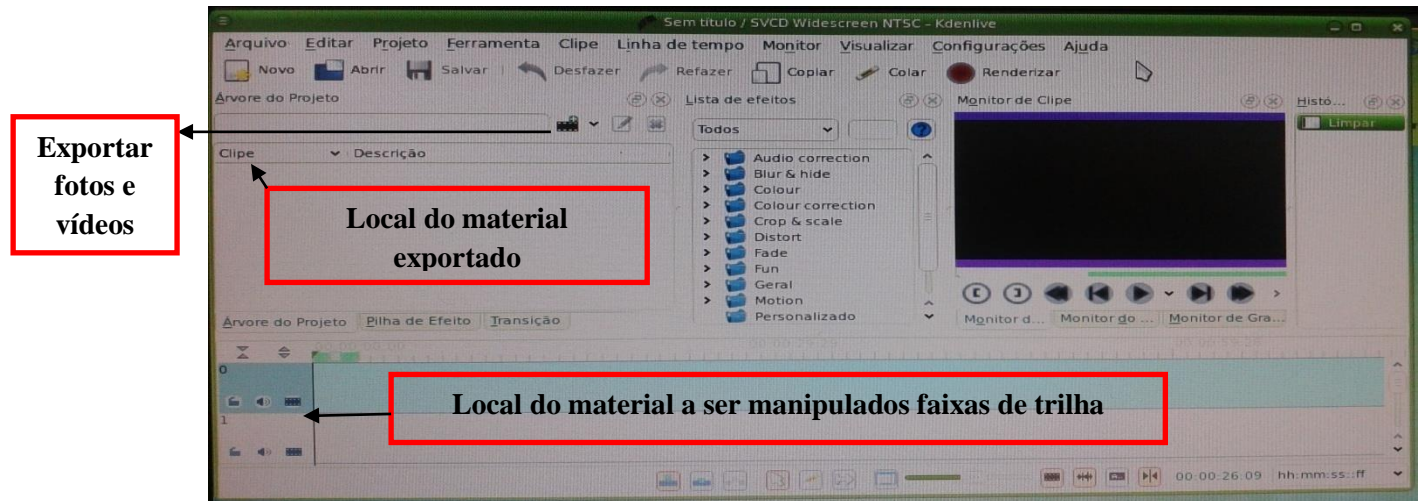 Sem título / SVCD Widescreen NTSC – Kdenlive
Arquivo Editar Projeto Ferramenta Clipe Linha de tempo Monitor Visualizar Configurações Ajuda
Novo Abrir Salvar Desfazer Refazer Copiar Colar Renderizar
Árvore do Projeto
Lista de efeitos
Monitor de Clipe
Histó...
Todos
Limpar
Exportar
fotos e
vídeos
Clipe Descrição
Local do material
exportado
Audio correction
Blur & hide
Colour
Colour correction
Crop & scale
Distort
Fade
Fun
Geral
Motion
Personalizado
Árvore do Projeto Pilha de Efeito Transição
Monitor d... Monitor do ... Monitor de Gra...
0
Local do material a ser manipulados faixas de trilha
1
00:00:26:09 hh:mm:ss::ff